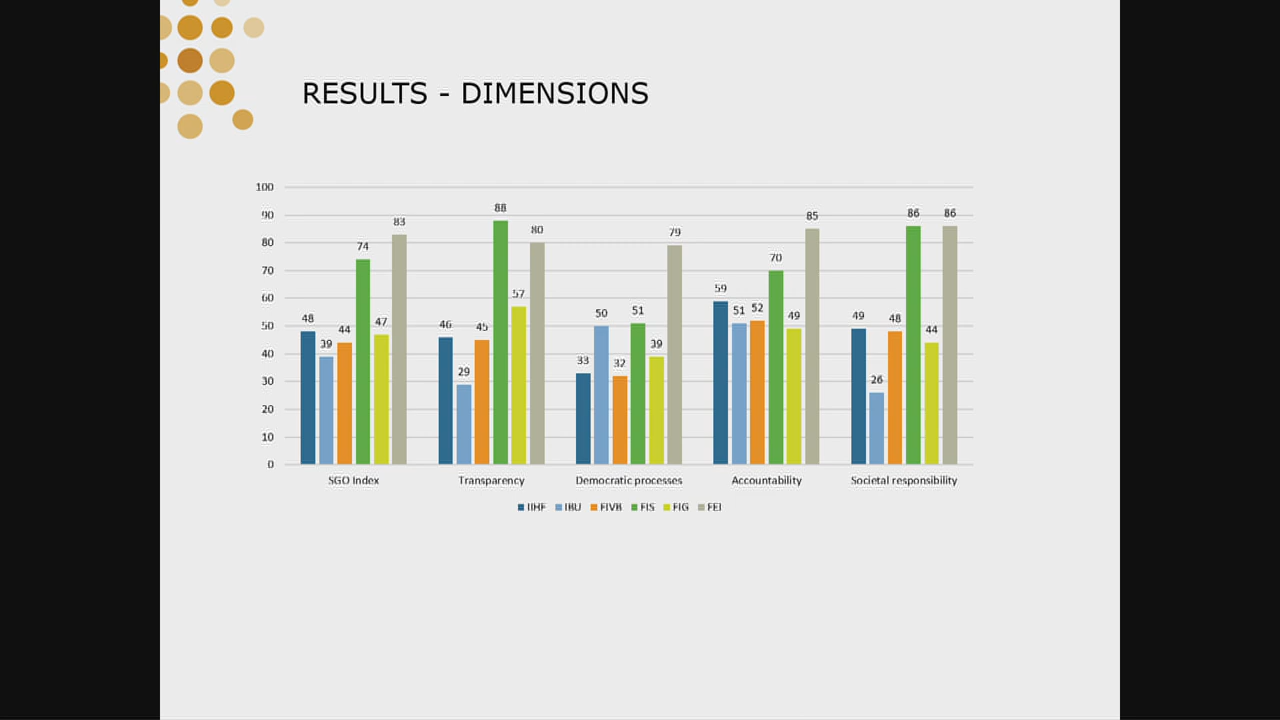 RESULTS - DIMENSIONS
100
90
80
70
60
50
40
30
20
10
0
48 39 44 74 47 83
46 29 45 88 57 80
33 50 32 51 39 79
59 51 52 70 49 85
49 26 48 86 44 86
SGO Index Transparency Democratic processes Accountability Societal responsibility
IIHF IBU FIVB FIS FIG FEI